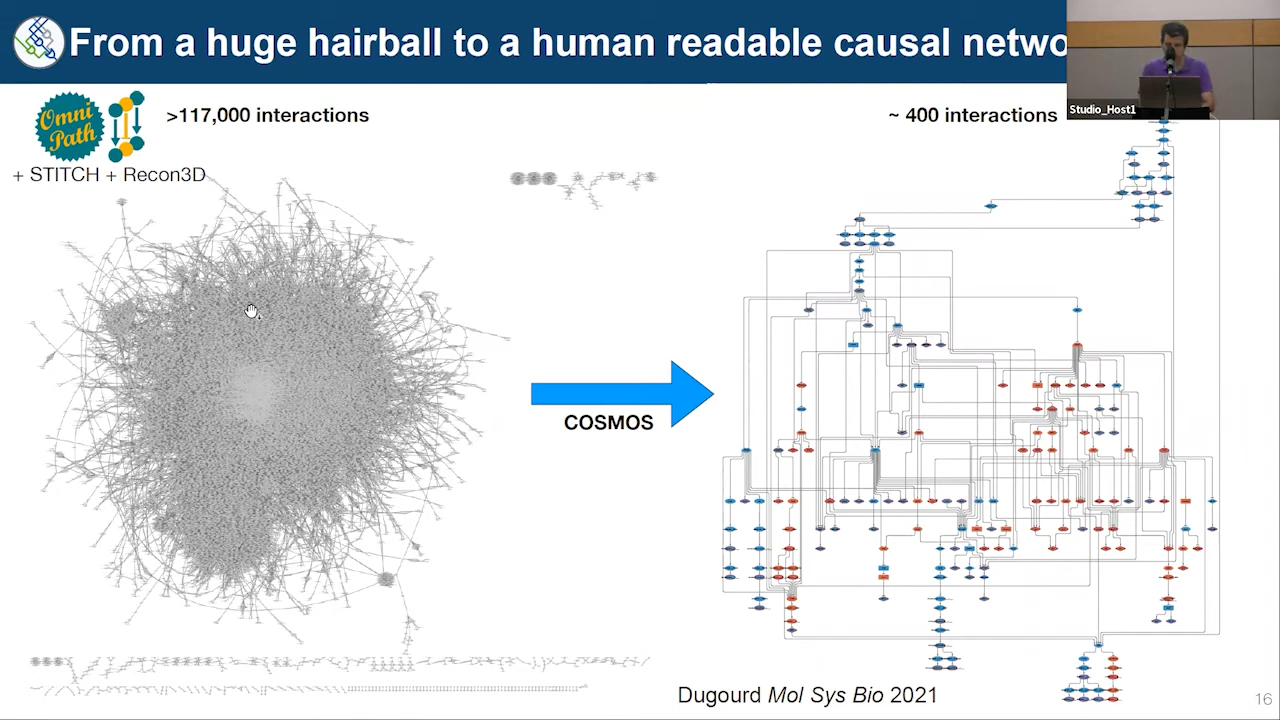 From a huge hairball to a human readable causal netwo
Studio_Host1
Omni
Path
>117,000 interactions
~ 400 interactions
+ STITCH + Recon3D
COSMOS
Dugourd Mol Sys Bio 2021
16